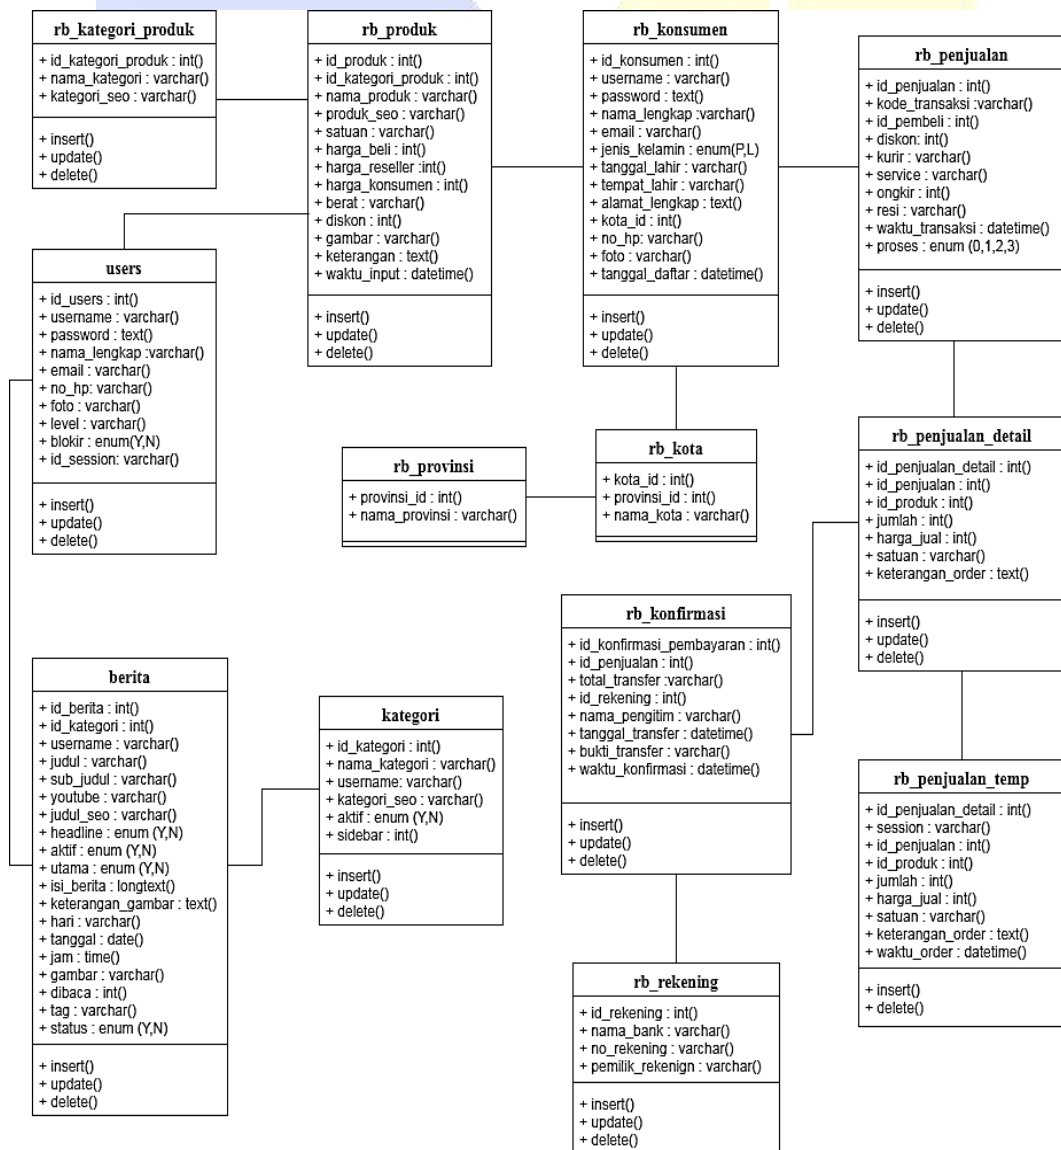 rb_kategori_produk
+ id_kategori_produk : int()
+ nama_kategori : varchar()
+ kategori_seo : varchar()
+ insert()
+ update()
+ delete()
rb_produk
+ id_produk : int()
+ id_kategori_produk : int()
+ nama_produk : varchar()
+ produk_seo : varchar()
+ satuan : varchar()
+ harga_beli : int()
+ harga_reseller :int()
+ harga_konsumen : int()
+ berat : varchar()
+ diskon : int()
+ gambar : varchar()
+ keterangan : text()
+ waktu_input : datetime()
+ insert()
+ update()
+ delete()
rb_konsumen
+ id_konsumen : int()
+ username : varchar()
+ password : text()
+ nama_lengkap :varchar()
+ email : varchar()
+ jenis_kelamin : enum(P,L)
+ tanggal_lahir : varchar()
+ tempat_lahir : varchar()
+ alamat_lengkap : text()
+ kota_id : int()
+ no_hp: varchar()
+ foto : varchar()
+ tanggal_daftar : datetime()
+ insert()
+ update()
+ delete()
rb_penjualan
+ id_penjualan : int()
+ kode_transaksi :varchar()
+ id_pembeli : int()
+ diskon: int()
+ kurir : varchar()
+ service : varchar()
+ ongkir : int()
+ resi : varchar()
+ waktu_transaksi : datetime()
+ proses : enum (0,1,2,3)
+ insert()
+ update()
+ delete()
users
+ id_users : int()
+ username : varchar()
+ password : text()
+ nama_lengkap :varchar()
+ email : varchar()
+ no_hp: varchar()
+ foto : varchar()
+ level : varchar()
+ blokir : enum(Y,N)
+ id_session: varchar()
+ insert()
+ update()
+ delete()
rb_provinsi
+ provinsi_id : int()
+ nama_provinsi : varchar()
rb_kota
+ kota_id : int()
+ provinsi_id : int()
+ nama_kota : varchar()
rb_penjualan_detail
+ id_penjualan_detail : int()
+ id_penjualan : int()
+ id_produk : int()
+ jumlah : int()
+ harga_jual : int()
+ satuan : varchar()
+ keterangan_order : text()
+ insert()
+ update()
+ delete()
rb_konfirmasi
+ id_konfirmasi_pembayaran : int()
+ id_penjualan : int()
+ total_transfer :varchar()
+ id_rekening : int()
+ nama_pengitim : varchar()
+ tanggal_transfer : datetime()
+ bukti_transfer : varchar()
+ waktu_konfirmasi : datetime()
+ insert()
+ update()
+ delete()
berita
+ id_berita : int()
+ id_kategori : int()
+ username : varchar()
+ judul : varchar()
+ sub_judul : varchar()
+ youtube : varchar()
+ judul_seo : varchar()
+ headline : enum (Y,N)
+ aktif : enum (Y,N)
+ utama : enum (Y,N)
+ isi_berita : longtext()
+ keterangan_gambar : text()
+ hari : varchar()
+ tanggal : date()
+ jam : time()
+ gambar : varchar()
+ dibaca : int()
+ tag : varchar()
+ status : enum (Y,N)
+ insert()
+ update()
+ delete()
kategori
+ id_kategori : int()
+ nama_kategori : varchar()
+ username: varchar()
+ kategori_seo : varchar()
+ aktif : enum (Y,N)
+ sidebar : int()
+ insert()
+ update()
+ delete()
rb_penjualan_temp
+ id_penjualan_detail : int()
+ session : varchar()
+ id_penjualan : int()
+ id_produk : int()
+ jumlah : int()
+ harga_jual : int()
+ satuan : varchar()
+ keterangan_order : text()
+ waktu_order : datetime()
+ insert()
+ delete()
rb_rekening
+ id_rekening : int()
+ nama_bank : varchar()
+ no_rekening : varchar()
+ pemilik_rekenign : varchar()
+ insert()
+ update()
+ delete()